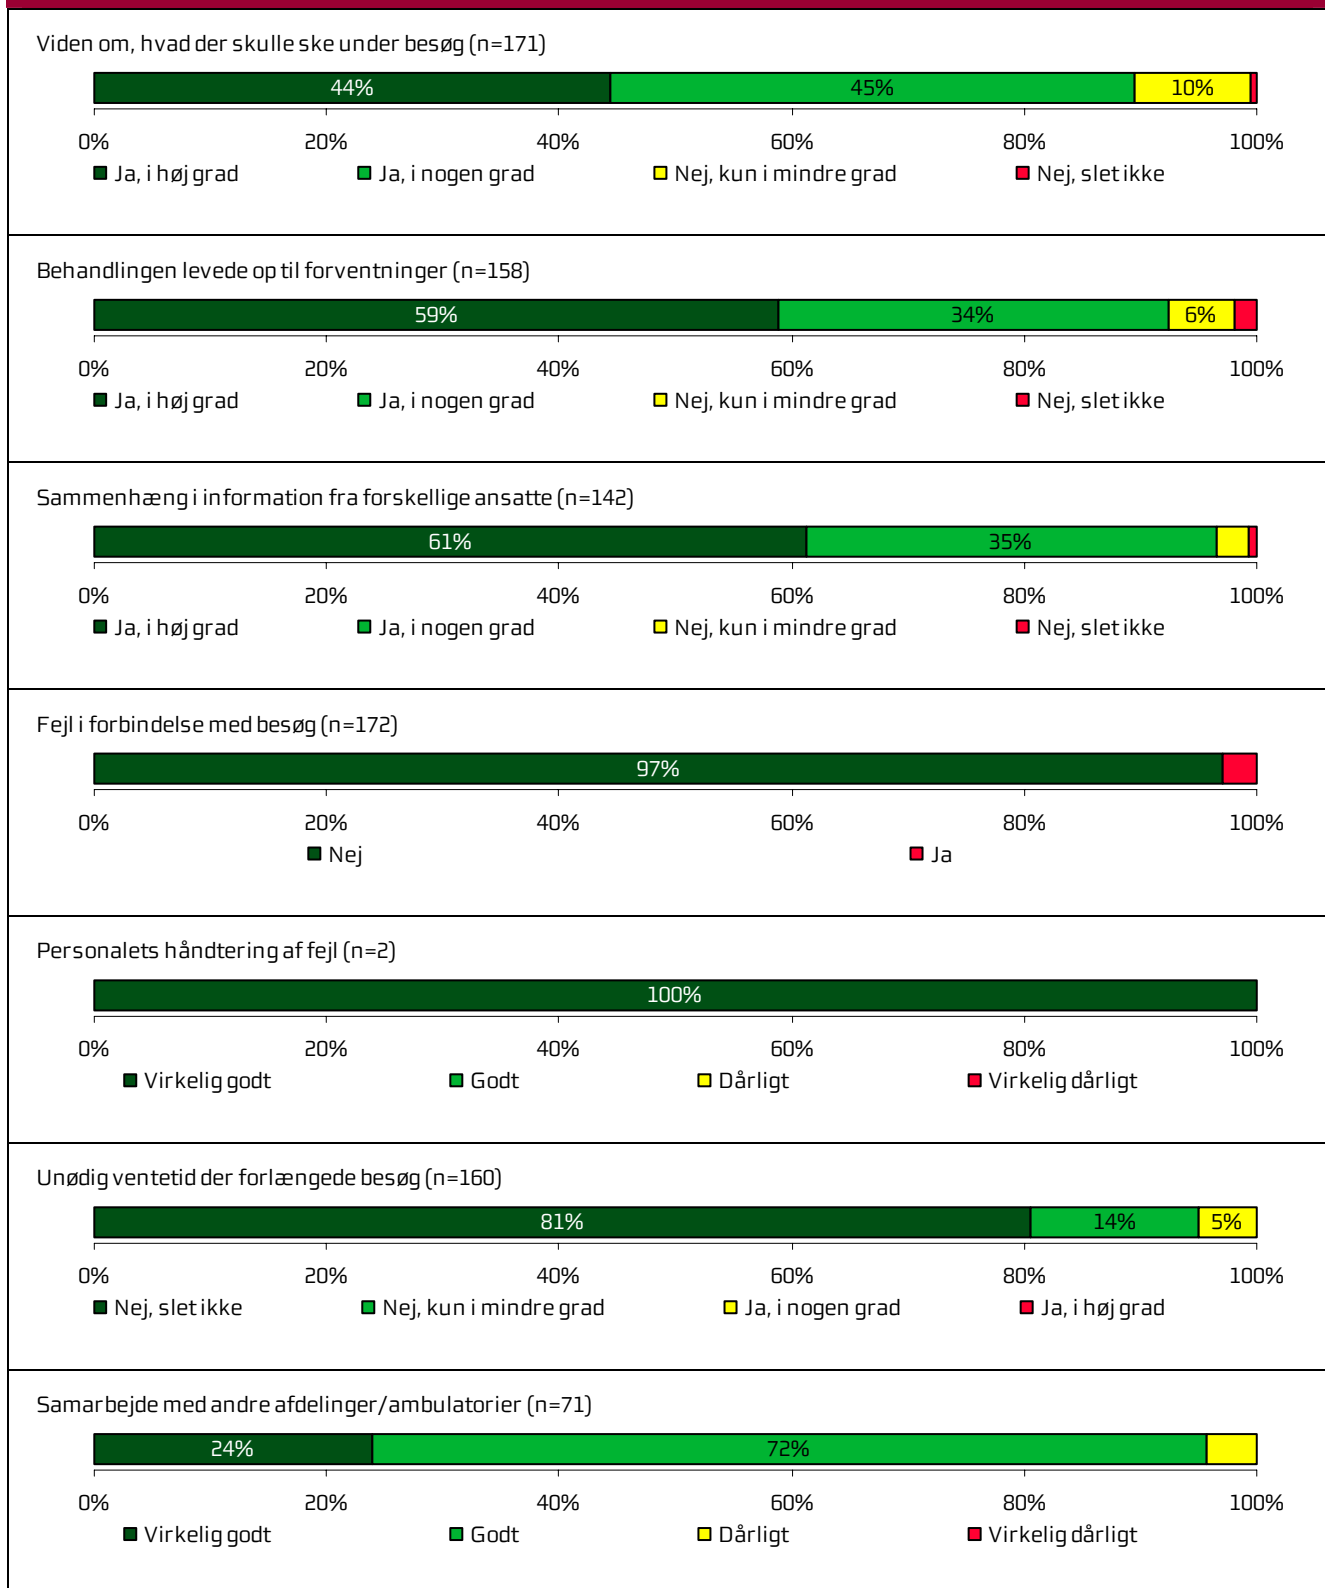 Viden om, hvad der skulle ske under besøg (n=171)
44% 45% 10%
0% 20% 40% 60% 80% 100%
Ja, i høj grad Ja, i nogen grad Nej, kun i mindre grad Nej, slet ikke
Behandlingen levede op til forventninger (n=158)
59% 34% 6%
0% 20% 40% 60% 80% 100%
Ja, i høj grad Ja, i nogen grad Nej, kun i mindre grad Nej, slet ikke
Sammenhæng i information fra forskellige ansatte (n=142)
61% 35%
0% 20% 40% 60% 80% 100%
Ja, i høj grad Ja, i nogen grad Nej, kun i mindre grad Nej, slet ikke
Fejl i forbindelse med besøg (n=172)
97%
0% 20% 40% 60% 80% 100%
Nej Ja
Personalets håndtering af fejl (n=2)
100%
0% 20% 40% 60% 80% 100%
Virkelig godt Godt Dårligt Virkelig dårligt
Unødig ventetid der forlængede besøg (n=160)
81% 14% 5%
0% 20% 40% 60% 80% 100%
Nej, slet ikke Nej, kun i mindre grad Ja, i nogen grad Ja, i høj grad
Samarbejde med andre afdelinger/ambulatorier (n=71)
24% 72%
0% 20% 40% 60% 80% 100%
Virkelig godt Godt Dårligt Virkelig dårligt